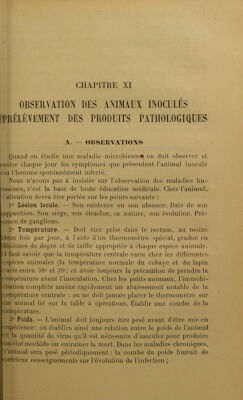 CHAPITRE XI
OBSERVATION DES ANIMAUX INOCULÉS
PRÉLÈVEMENT DES PRODUITS PATHOLOGIQUES
A. — OBSERVATIONS
Quand on étudie une maladie microbienne, on doit observer et
noter chaque jour les symptômes que présentent l'animal inoculé
ou l'homme spontanément infecté.
Nous n'avons pas à insister sur l'observation des maladies hu-
maines, c'est la base de toute éducation médicale. Chez l'animal,
l'attention devra être portée sur les points suivants :
1° Lésion locale. — Son existence ou son absence. Date de son
apparition. Son siège, son étendue, sa nature, son évolution. Pré-
sence de ganglions.
2° Température. — Doit être prise dans le rectum, au moins
fois par jour, à l'aide d'un thermomètre spécial, gradué en
dixièmes de degré et de taille approprié à chaque espèce animale.
Il faut savoir que la température centrale varie chez les différentes
espèces animales (la température normale du cobaye et du lapin
varie entre 38° et 39°) et avoir toujours la précaution de prendre la
température avant l'inoculation. Chez les petits animaux, l'immobili-
sation complète amène rapidement un abaissement notable de la
température centrale : on ne doit jamais placer le thermomètre sur
un animal lié sur la table à opérations. Établir une courbe de la
température.
3° Poids. — L'animal doit toujours être pesé avant d'être mis en
expérience ; on établira ainsi une relation entre le poids de l'animal
et la quantité de virus qu'il est nécessaire d'inoculer pour produire
un état morbide ou entraîner la mort. Dans les maladies chroniques,
l'animal sera pesé périodiquement : la courbe du poids fournit de
précieux renseignements sur l'évolution de l'infection ;